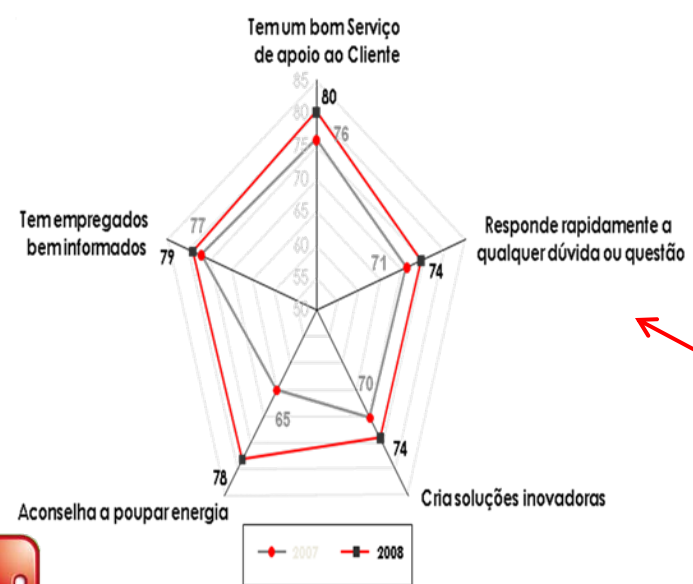 Tem um bom Serviço
de apoio ao Cliente
85
80
80
76
75
70
65
60
55
50
Tem empregados
bem informados
77
79
Responde rapidamente a
qualquer dúvida ou questão
71
74
70
74
65
78
Aconselha a poupar energia
Cria soluções inovadoras
2007
2008